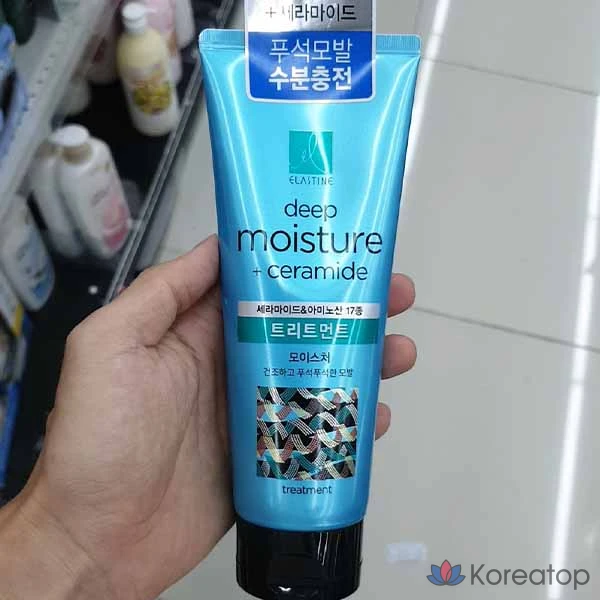 + 세라마이드
푸석모발
수분충전
el
ELASTINE
deep
moisture
+ ceramide
세라마이드&아미노산 17종
트리트먼트
모이스처
건조하고 푸석푸석한 모발
treatment
Koreatop